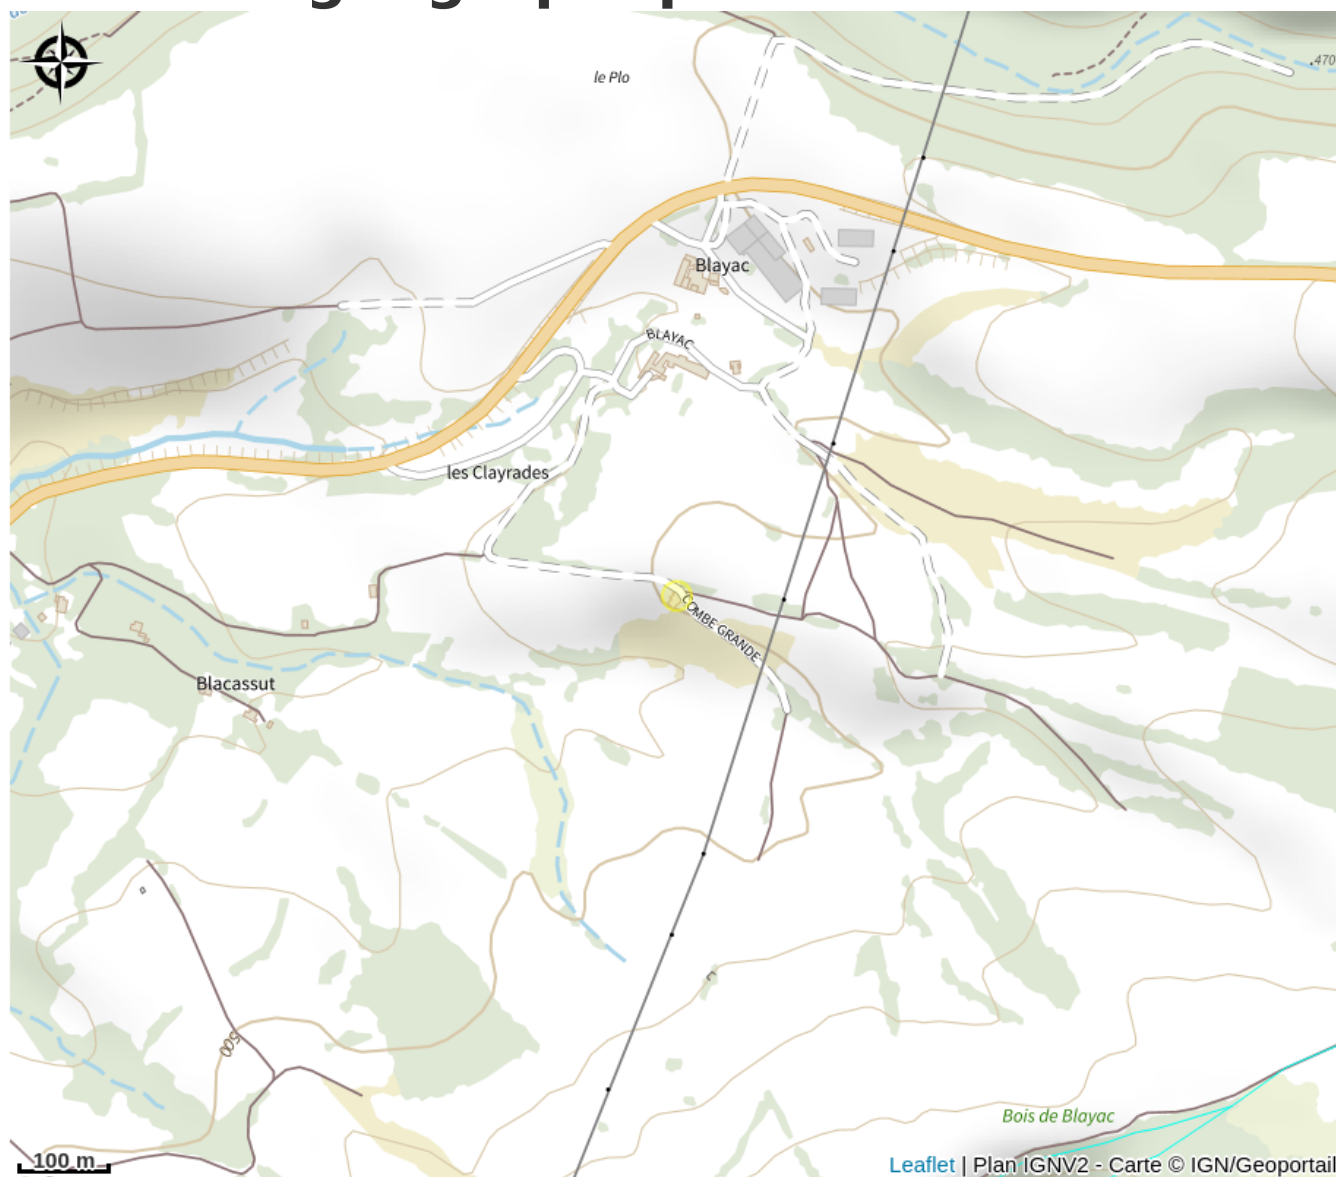 le Plo
.470
Blayac
BLAYAC
les Clayrades
COMBE GRANDE
Blacassut
500
Bois de Blayac
100 m
Leaflet | Plan IGNV2 - Carte © IGN/Geoportail